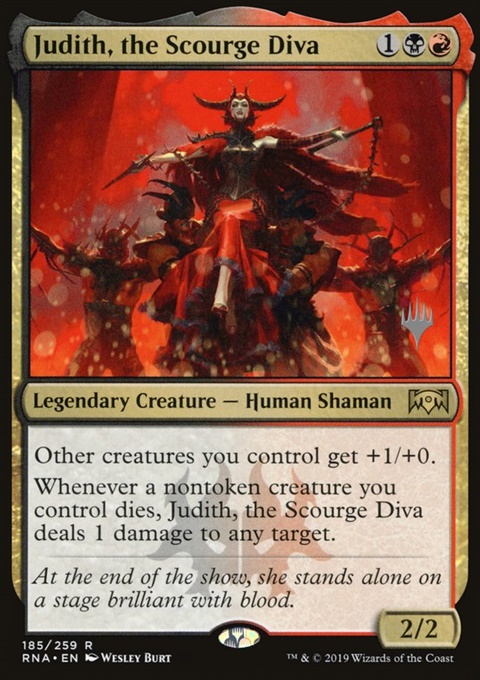 Judith, the Scourge Diva 1
Legendary Creature — Human Shaman
Other creatures you control get +1/+0.
Whenever a nontoken creature you
control dies, Judith, the Scourge Diva
deals 1 damage to any target.
At the end of the show, she stands alone on
a stage brilliant with blood.
2/2
185/259 R
RNA • EN Wesley Burt
™ & © 2019 Wizards of the Coast